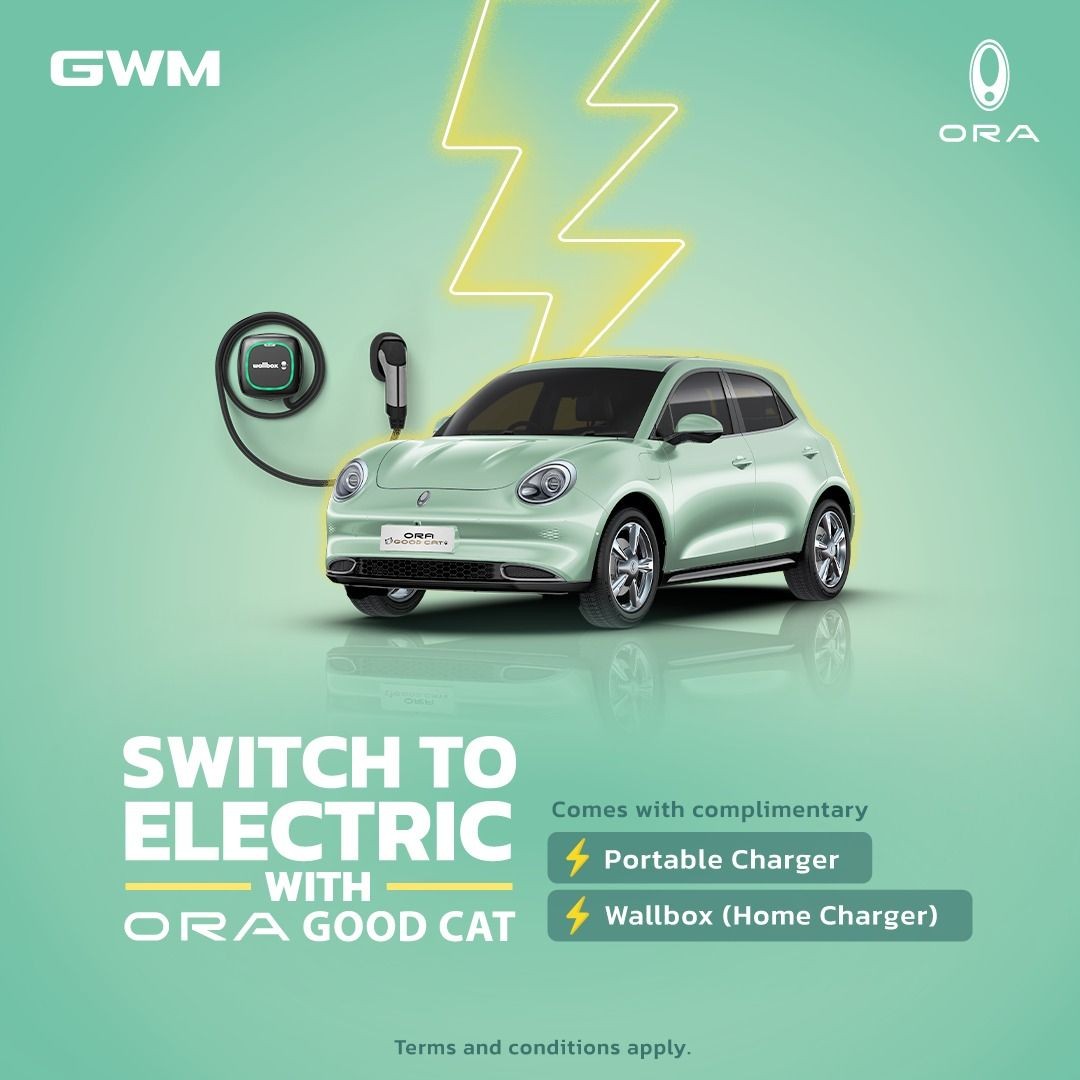 GWM
ORA
wallbox
ORA
GOOD CAT
SWITCH TO
ELECTRIC
WITH
ORA GOOD CAT
Comes with complimentary
Portable Charger
Wallbox (Home Charger)
Terms and conditions apply.